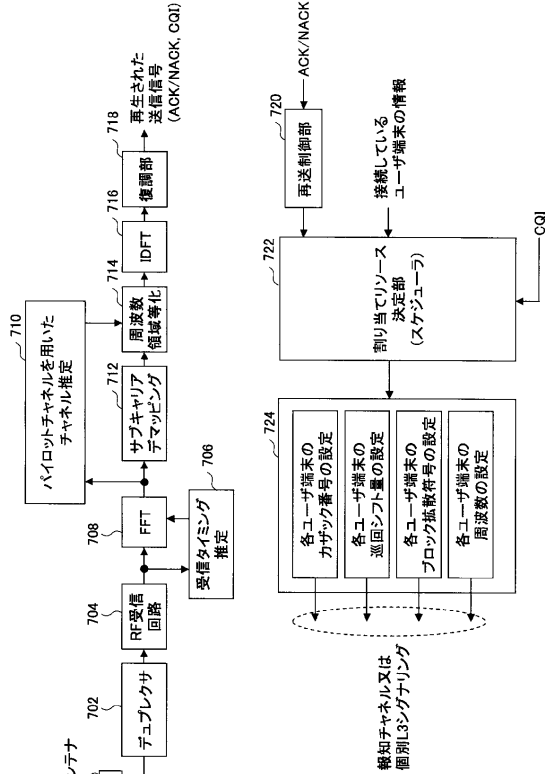 ンテナ
702
デュプレクサ
704
RF受信
回路
706
受信タイミング
推定
708
FFT
710
パイロットチャネルを用いた
チャネル推定
712
サブキャリア
デマッピング
714
周波数
領域等化
716
IDFT
718
復調部
再生された
送信信号
(ACK/NACK, CQI)
ACK/NACK
720
再送制御部
接続している
ユーザ端末の情報
722
割り当てリソース
決定部
(スケジューラ)
CQI
724
各ユーザ端末の
カザック番号の設定
各ユーザ端末の
巡回シフト量の設定
各ユーザ端末の
ブロック拡散符号の設定
各ユーザ端末の
周波数の設定
報知チャネル又は
個別L3シグナリング